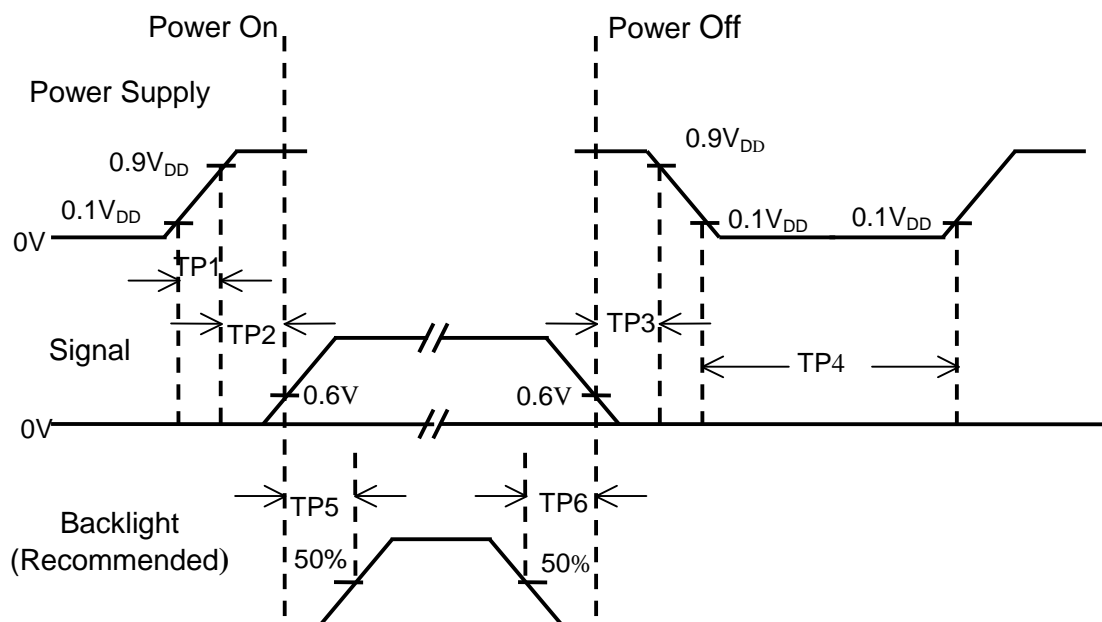 Power On
Power Off
Power Supply
0.9VDD
0.9VDD
0.1VDD
0.1VDD
0.1VDD
0V
TP1
TP2
TP3
Signal
TP4
0.6V
0.6V
0V
TP5
TP6
Backlight
(Recommended)
50%
50%